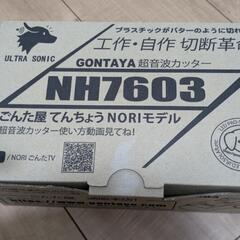 プラスチックがバターのように切れ
ULTRA SONIC
工作・自作 切断革命
GONTAYA 超音波カッター
NH7603
ごんた屋 てんちょう NORIモデル
超音波カッター使い方動画見てね!
/ NORI ごんたTV